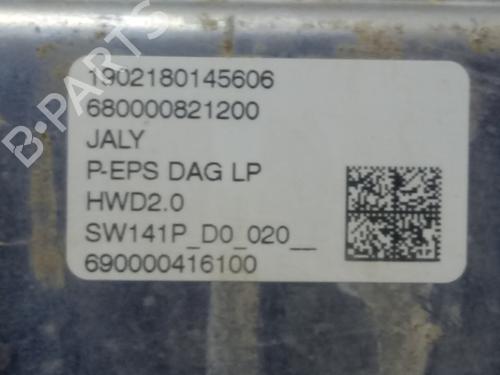 1902180145606
680000821200
JALY
P-EPS DAG LP
HWD2.0
SW141P_D0_020__
690000416100
B-PARTS